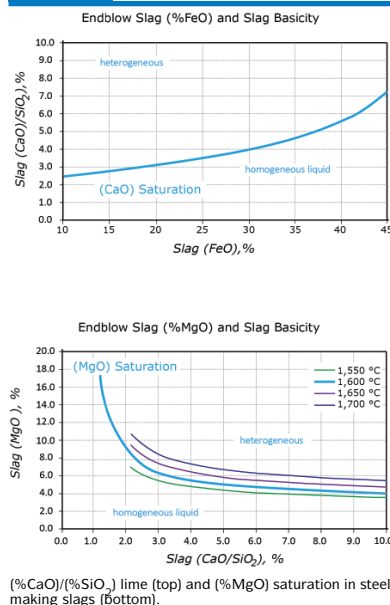 Endblow Slag (%FeO) and Slag Basicity
10.0
9.0
8.0
7.0
6.0
5.0
4.0
3.0
2.0
1.0
0.0
Slag (CaO)/SiO2),%
heterogeneous
homogeneous liquid
(CaO) Saturation
10 15 20 25 30 35 40 45
Slag (FeO),%
Endblow Slag (%MgO) and Slag Basicity
20.0
18.0
16.0
14.0
12.0
10.0
8.0
6.0
4.0
2.0
0.0
Slag (MgO ), %
(MgO) Saturation
1,550 °C
1,600 °C
1,650 °C
1,700 °C
heterogeneous
homogeneous liquid
0.0 1.0 2.0 3.0 4.0 5.0 6.0 7.0 8.0 9.0 10.0
Slag (CaO/SiO2), %
(%CaO)/(%SiO2) lime (top) and (%MgO) saturation in steel
making slags (bottom).